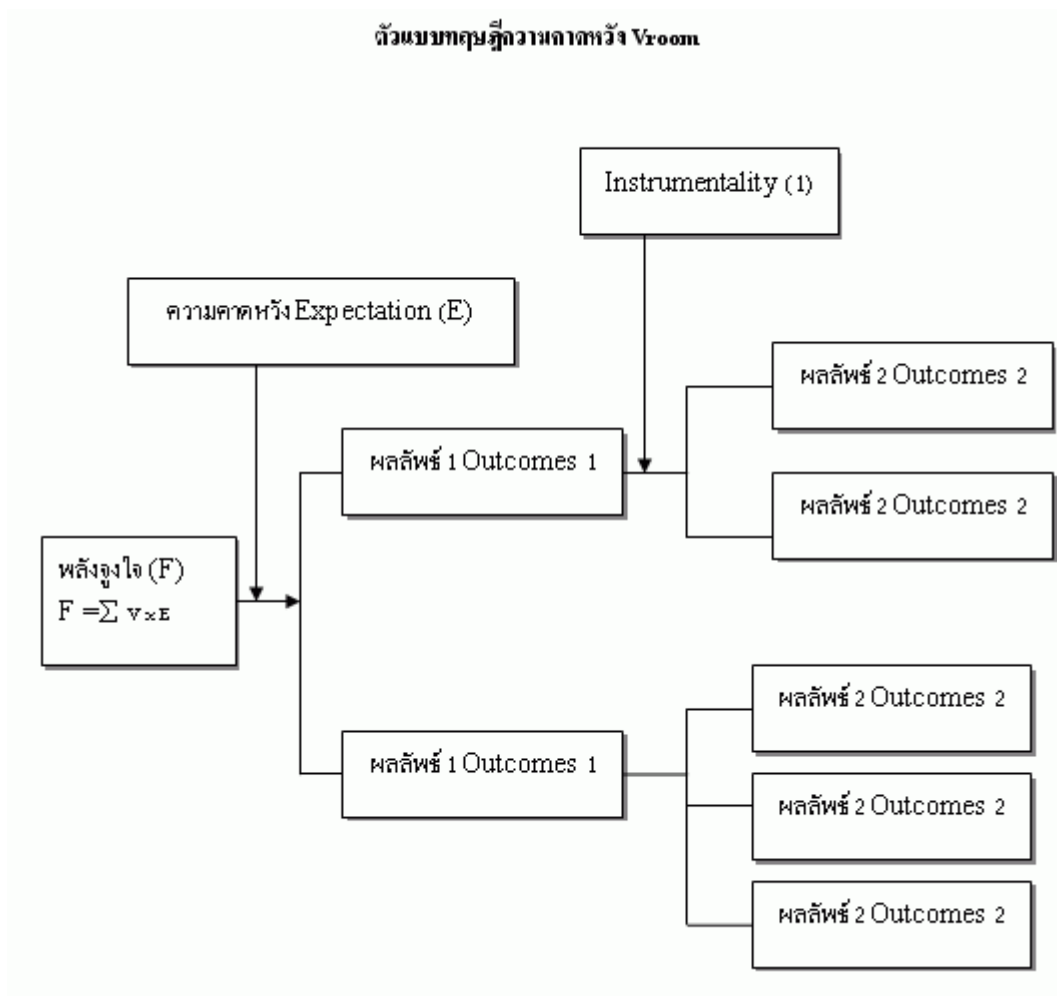 ตัวแบบทฤษฎีความคาดหวัง Vroom
Instrumentality (1)
ความคาดหวัง Expectation (E)
ผลลัพธ์ 2 Outcomes 2
ผลลัพธ์ 1 Outcomes 1
ผลลัพธ์ 2 Outcomes 2
พลังจูงใจ (F)
F =∑ V×E
ผลลัพธ์ 2 Outcomes 2
ผลลัพธ์ 1 Outcomes 1
ผลลัพธ์ 2 Outcomes 2
ผลลัพธ์ 2 Outcomes 2